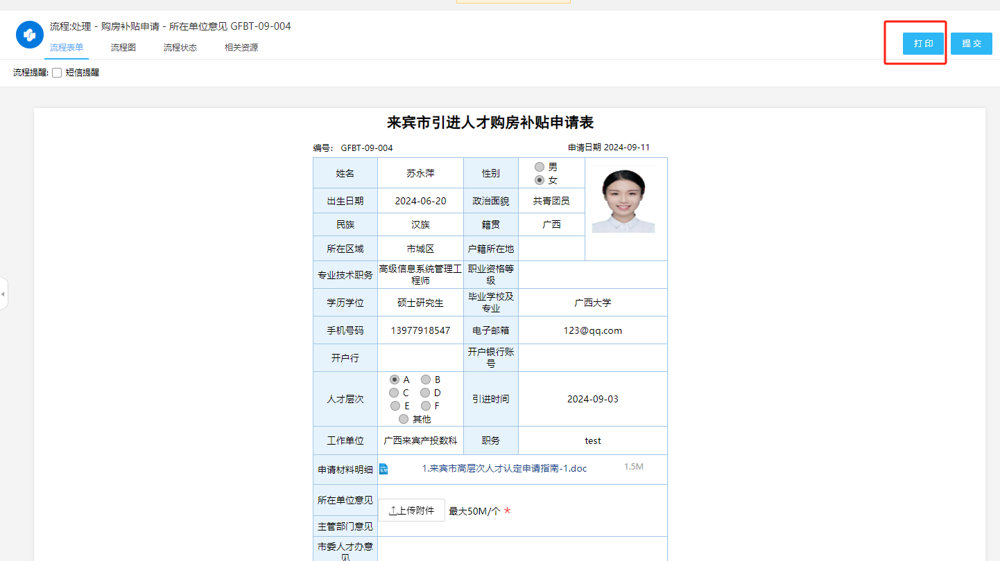 流程:处理 - 购房补贴申请 - 所在单位意见 GFBT-09-004
流程表单 流程图 流程状态 相关资源
打 印 提 交
流程提醒: 短信提醒
来宾市引进人才购房补贴申请表
编号: GFBT-09-004 申请日期 2024-09-11
姓名 苏永萍 性别 男
女
出生日期 2024-06-20 政治面貌 共青团员
民族 汉族 籍贯 广西
所在区域 市城区 户籍所在地
专业技术职务 高级信息系统管理工程师 职业资格等级
学历学位 硕士研究生 毕业学校及专业 广西大学
手机号码 13977918547 电子邮箱 123@qq.com
开户行 开户银行账号
人才层次 A B
C D
E F
其他
引进时间 2024-09-03
工作单位 广西来宾产投数科 职务 test
申请材料明细 1.来宾市高层次人才认定申请指南-1.doc 1.5M
所在单位意见 上传附件 最大50M/个 *
主管部门意见
市委人才办意见